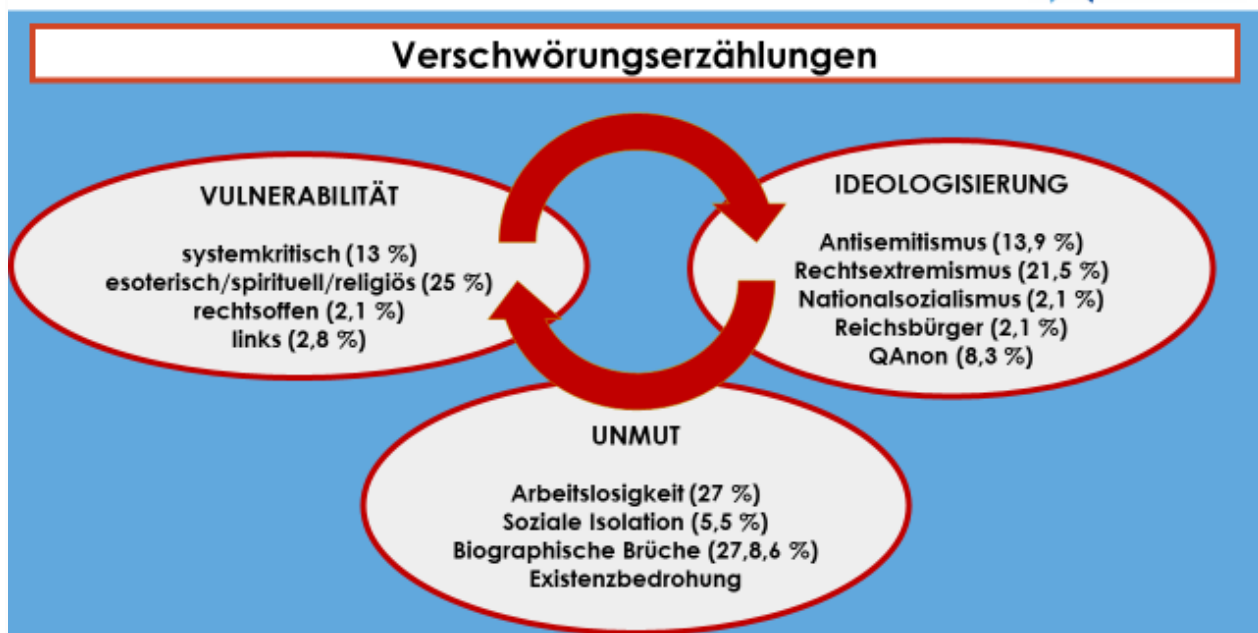 Verschwörungserzählungen
VULNERABILITÄT
systemkritisch (13 %)
esoterisch/spirituell/religiös (25 %)
rechtsoffen (2,1 %)
links (2,8 %)
IDEOLOGISIERUNG
Antisemitismus (13,9 %)
Rechtsextremismus (21,5 %)
Nationalsozialismus (2,1 %)
Reichsbürger (2,1 %)
QAnon (8,3 %)
UNMUT
Arbeitslosigkeit (27 %)
Soziale Isolation (5,5 %)
Biographische Brüche (27,8,6 %)
Existenzbedrohung